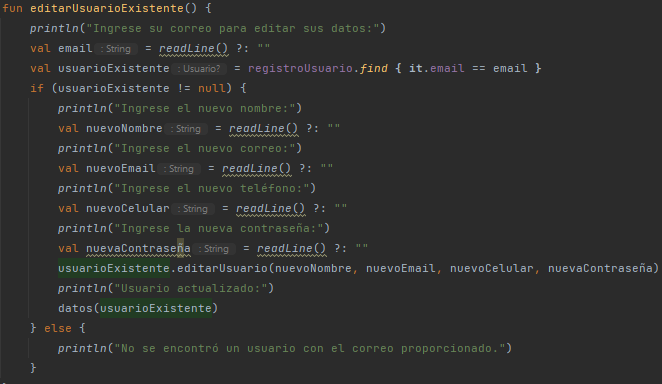 fun editarUsuarioExistente() {
    println("Ingrese su correo para editar sus datos:")
    val email : String = readLine() ?: ""
    val usuarioExistente : Usuario? = registroUsuario.find { it.email == email }
    if (usuarioExistente != null) {
        println("Ingrese el nuevo nombre:")
        val nuevoNombre : String = readLine() ?: ""
        println("Ingrese el nuevo correo:")
        val nuevoEmail : String = readLine() ?: ""
        println("Ingrese el nuevo teléfono:")
        val nuevoCelular : String = readLine() ?: ""
        println("Ingrese la nueva contraseña:")
        val nuevaContraseña : String = readLine() ?: ""
        usuarioExistente.editarUsuario(nuevoNombre, nuevoEmail, nuevoCelular, nuevaContraseña)
        println("Usuario actualizado:")
        datos(usuarioExistente)
    } else {
        println("No se encontró un usuario con el correo proporcionado.")
    }